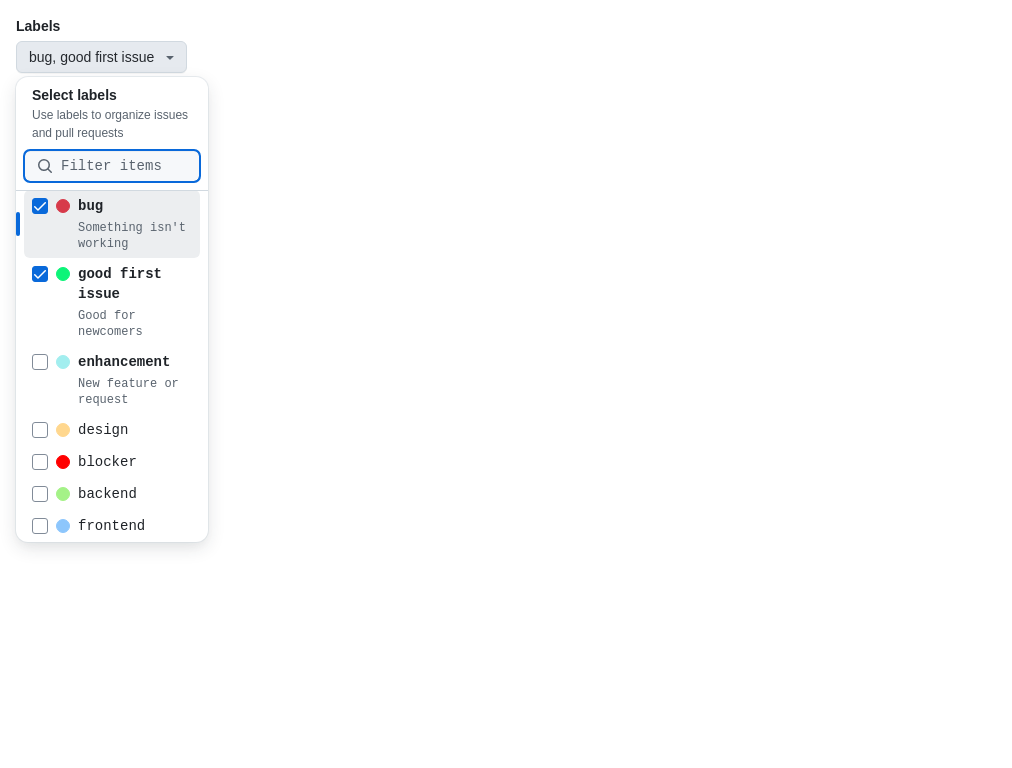 Labels
bug, good first issue
Select labels
Use labels to organize issues
and pull requests
Filter items
bug
Something isn't
working
good first
issue
Good for
newcomers
enhancement
New feature or
request
design
blocker
backend
frontend